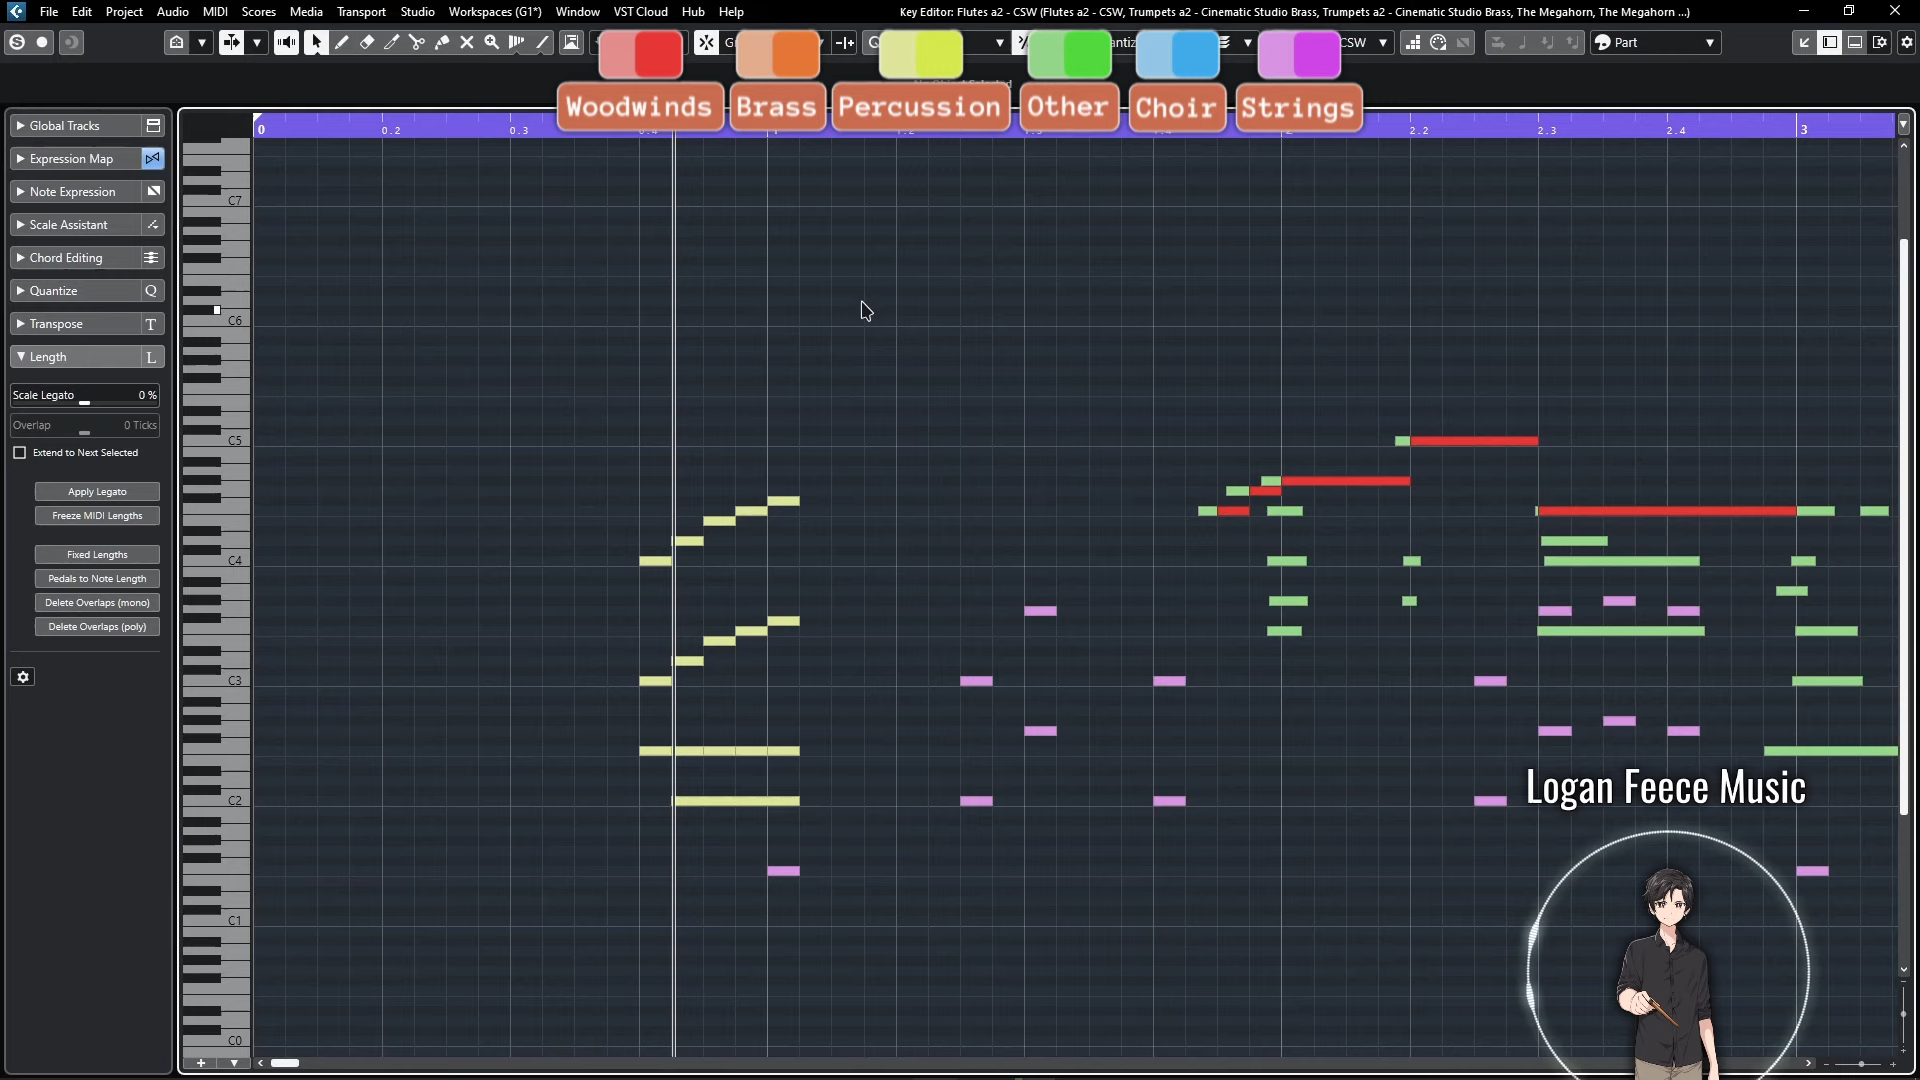 File Edit Project Audio MIDI Scores Media Transport Studio Workspaces (G1*) Window VST Cloud Hub Help
Key Editor: Flutes a2 - CSW (Flutes a2 - CSW, Trumpets a2 - Cinematic Studio Brass, Trumpets a2 - Cinematic Studio Brass, The Megahorn, The Megahorn ...)
CSW
Part
Woodwinds Brass Percussion Other Choir Strings
0 0.2 0.3 2.2 2.3 2.4 3
Global Tracks
Expression Map
Note Expression
Scale Assistant
Chord Editing
Quantize Q
Transpose T
Length L
Scale Legato 0 %
Overlap 0 Ticks
Extend to Next Selected
Apply Legato
Freeze MIDI Lengths
Fixed Lengths
Pedals to Note Length
Delete Overlaps (mono)
Delete Overlaps (poly)
C7
C6
C5
C4
C3
C2
C1
C0
Logan Feece Music